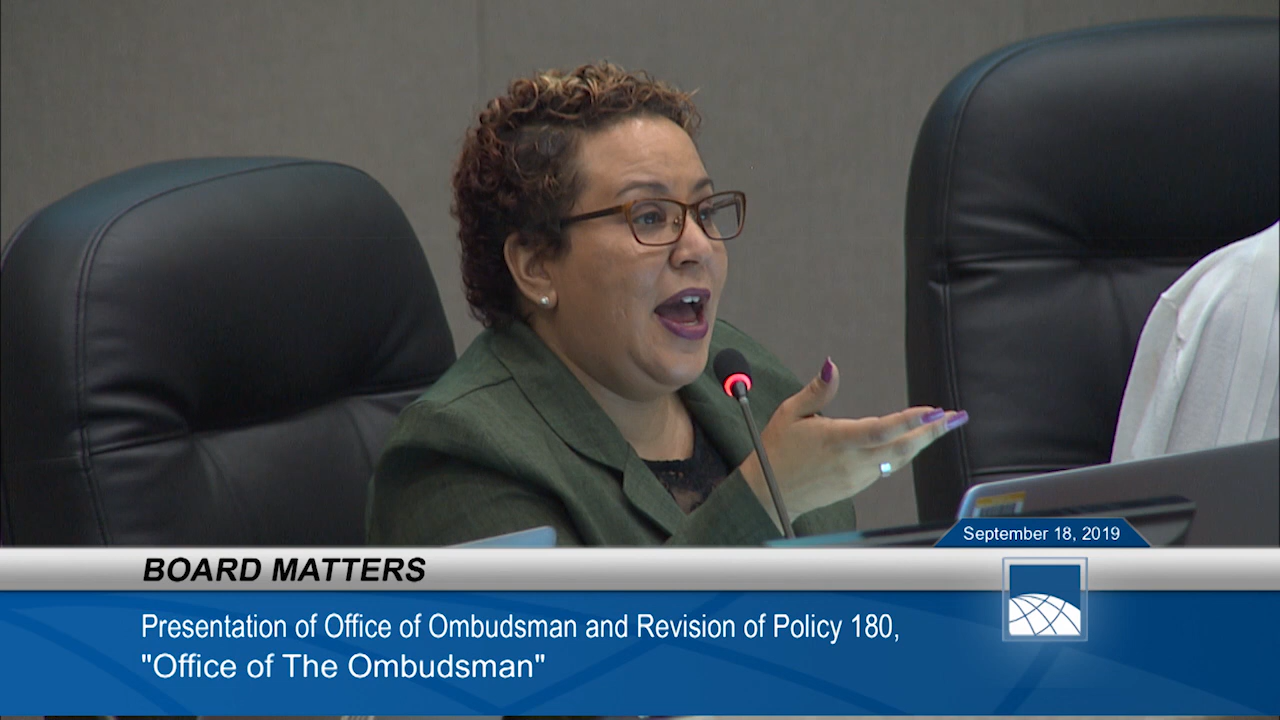 September 18, 2019
BOARD MATTERS
Presentation of Office of Ombudsman and Revision of Policy 180,
"Office of The Ombudsman"